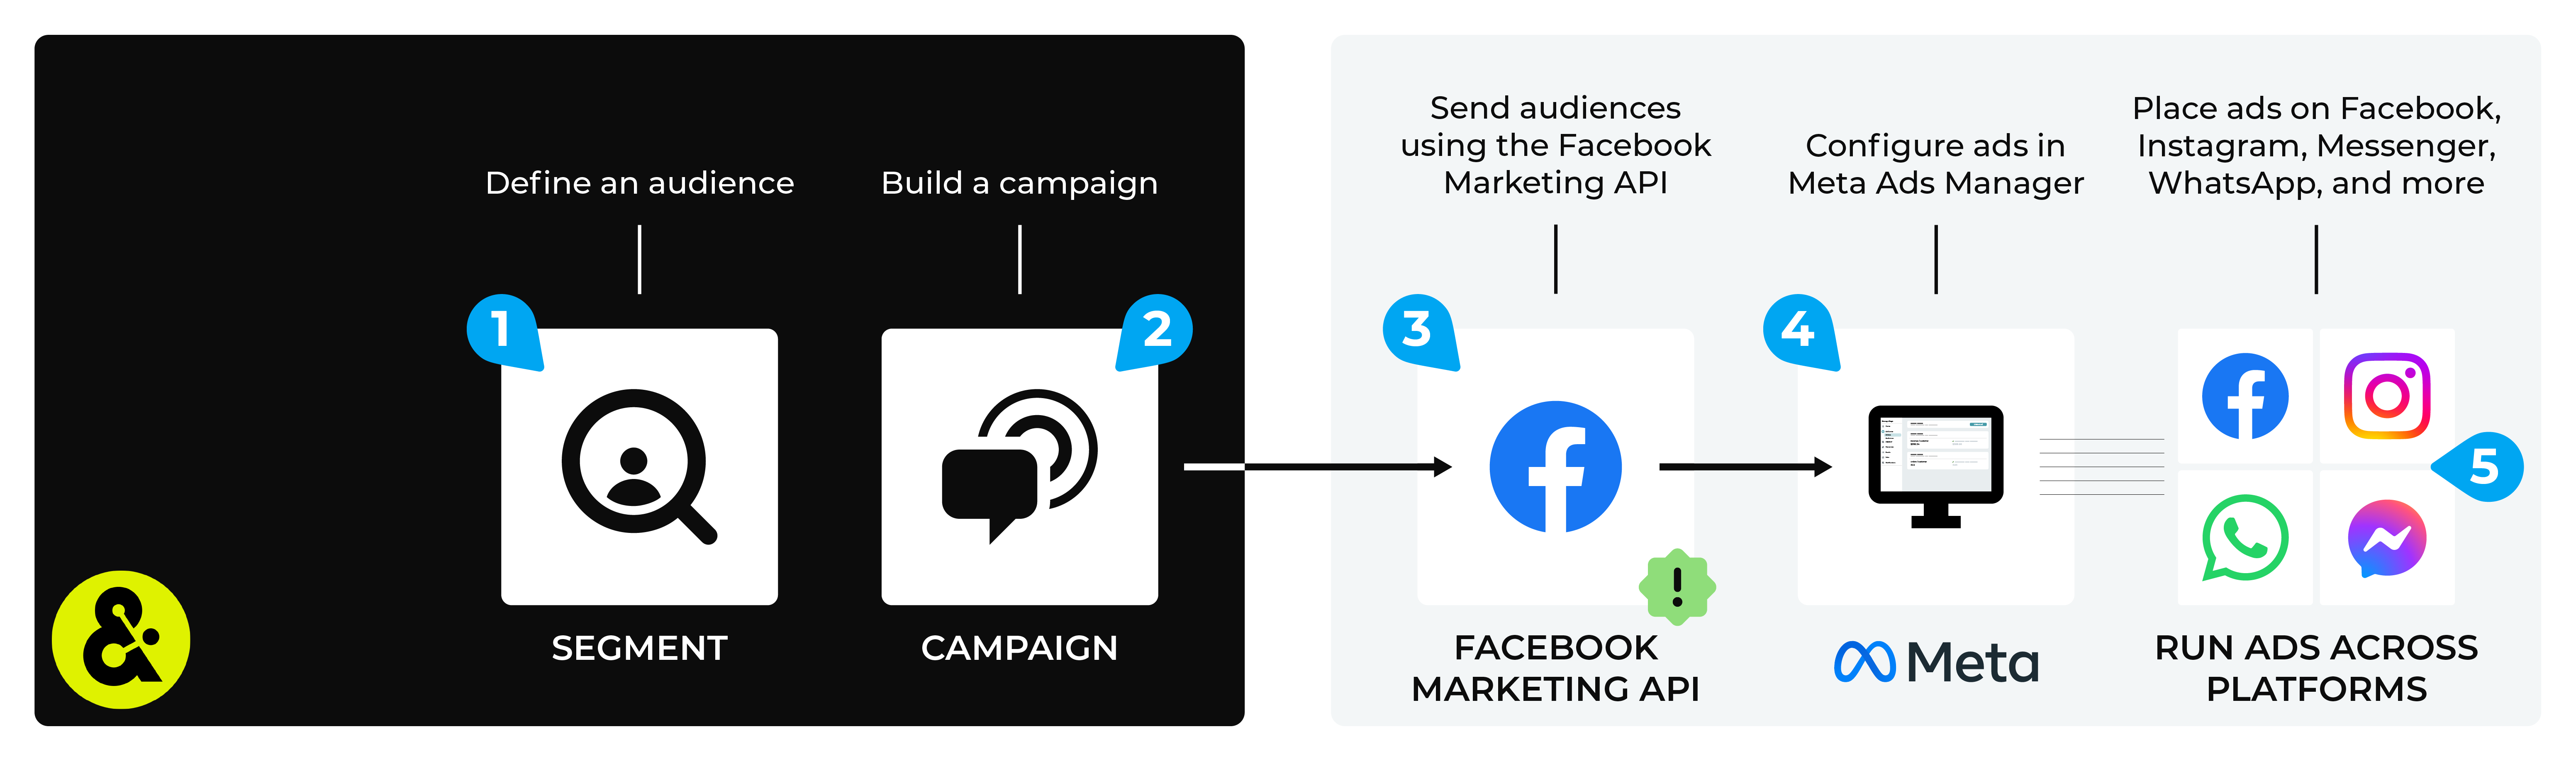 Define an audience
Build a campaign
1
2
SEGMENT
CAMPAIGN
&
Send audiences
using the Facebook
Marketing API
Configure ads in
Meta Ads Manager
Place ads on Facebook,
Instagram, Messenger,
WhatsApp, and more
3
4
5
!
FACEBOOK
MARKETING API
Meta
RUN ADS ACROSS
PLATFORMS